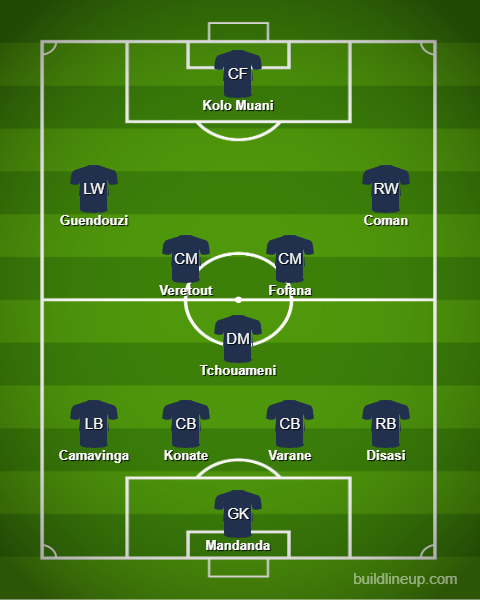 CF
Kolo Muani
LW
RW
Guendouzi
Coman
CM
CM
Veretout
Fofana
DM
Tchouameni
LB
CB
CB
RB
Camavinga
Konate
Varane
Disasi
GK
Mandanda
buildlineup.com